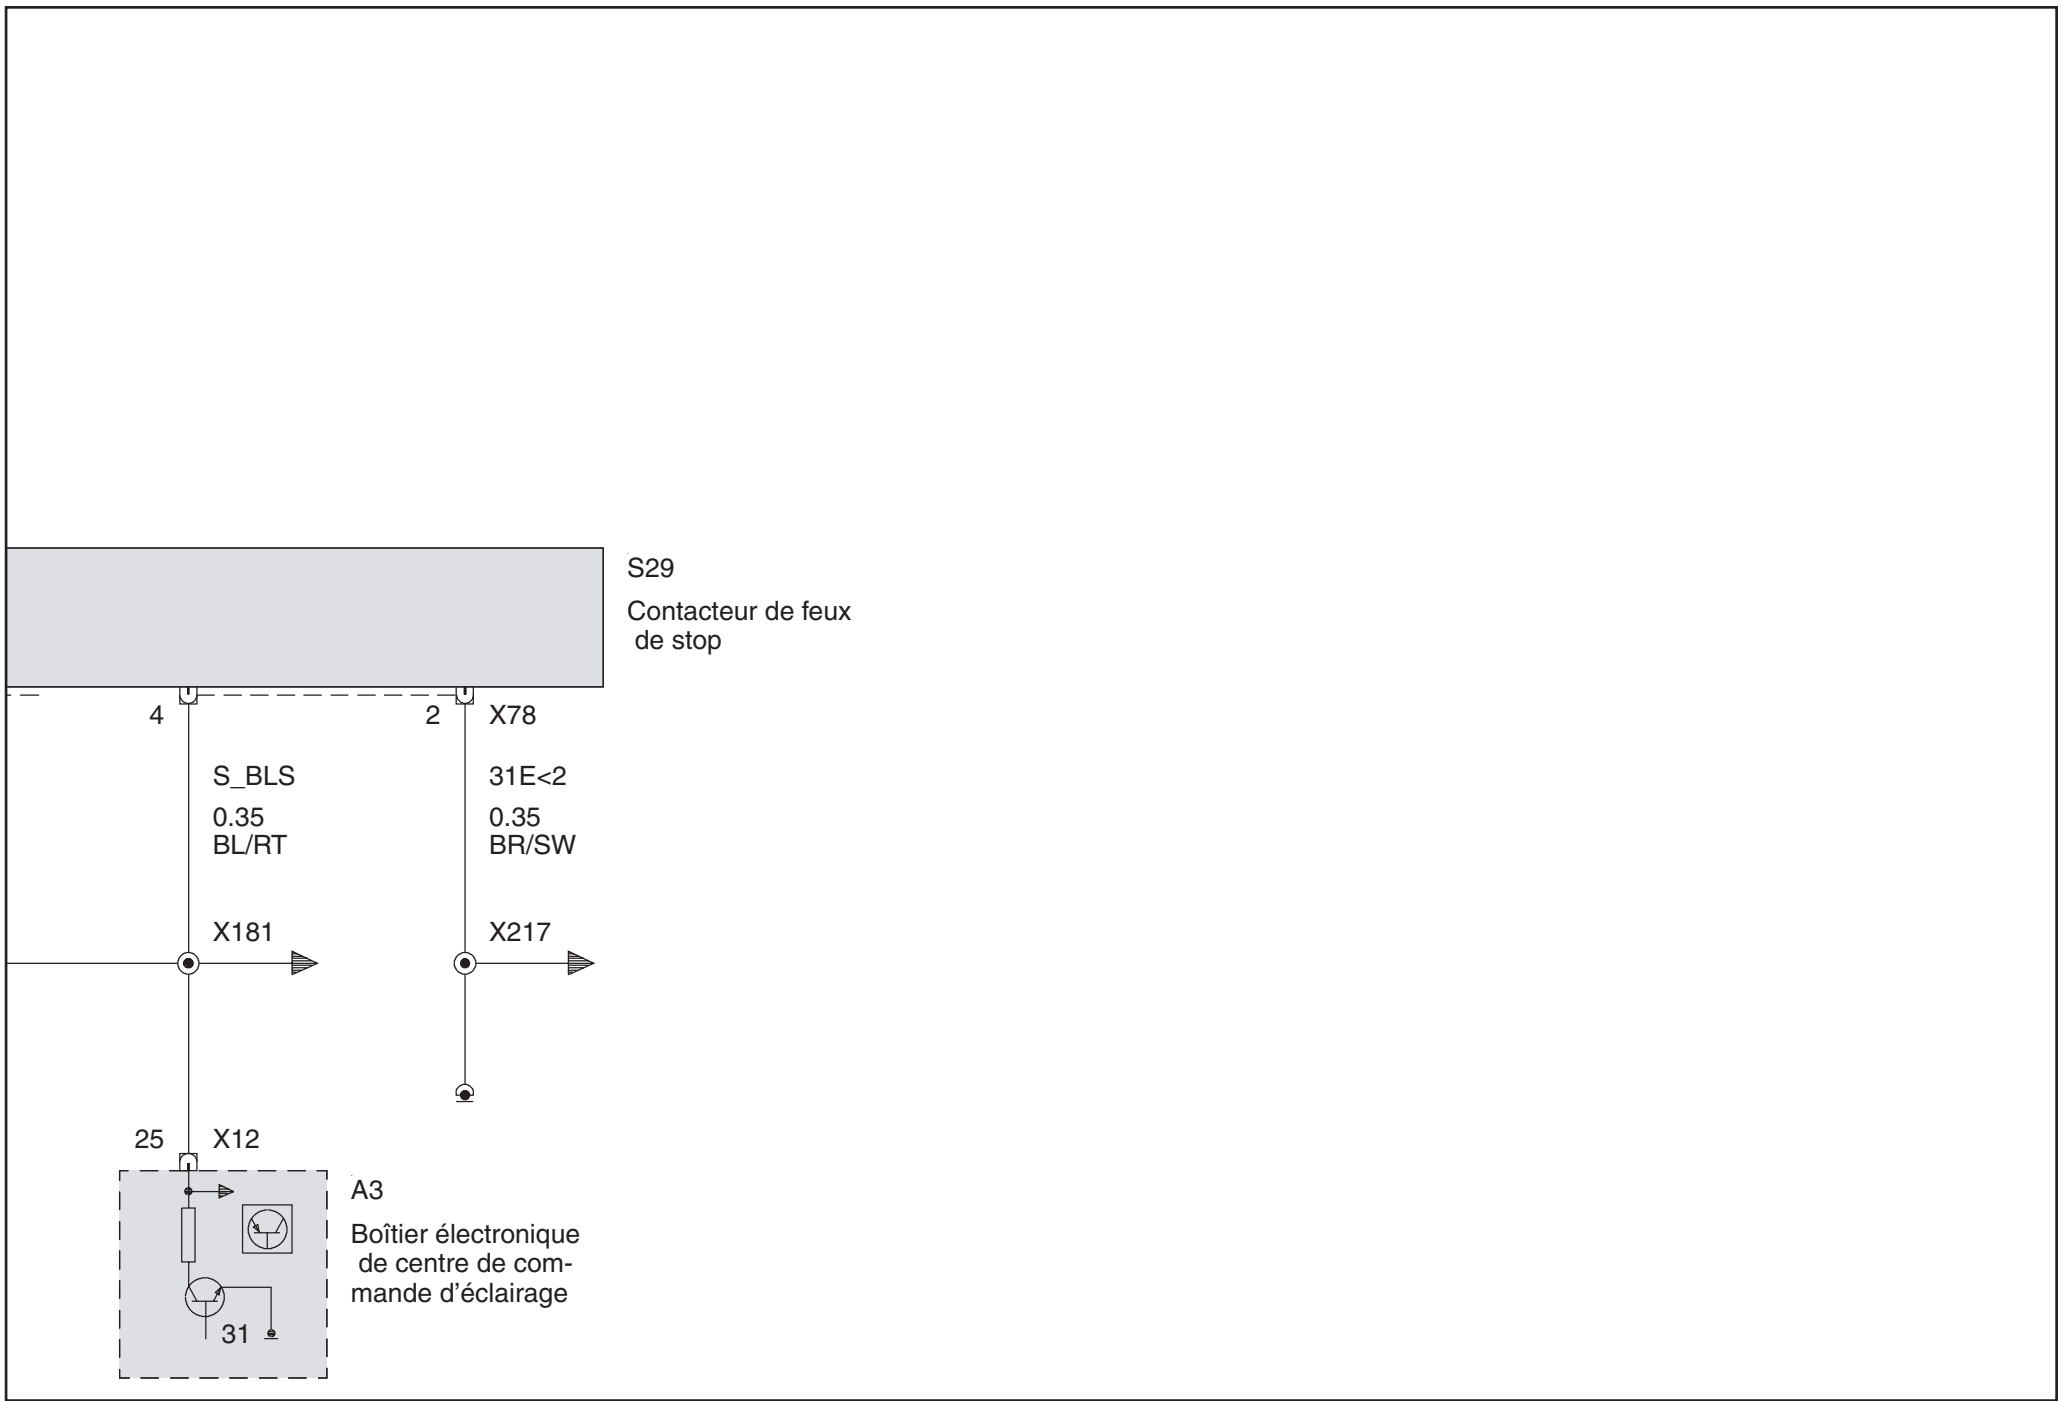 S29
Contacteur de feux
de stop
4
2
X78
S_BLS
31E<2
0.35
0.35
BL/RT
BR/SW
X181
X217
25
X12
A3
Boîtier électronique
de centre de com-
mande d'éclairage
31